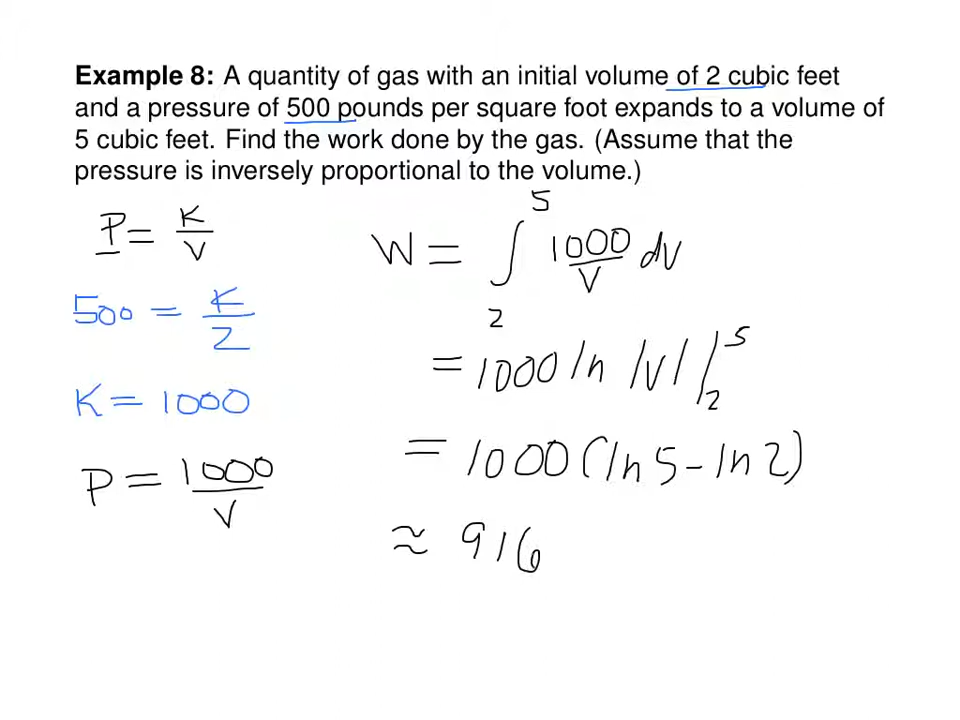 Example 8: A quantity of gas with an initial volume of 2 cubic feet
and a pressure of 500 pounds per square foot expands to a volume of
5 cubic feet. Find the work done by the gas. (Assume that the
pressure is inversely proportional to the volume.)
P = K/V
500 = K/2
K = 1000
P = 1000/V
W = ∫₂⁵ 1000/V dV
= 1000 ln |V| |₂⁵
= 1000 (ln 5 - ln 2)
≈ 916